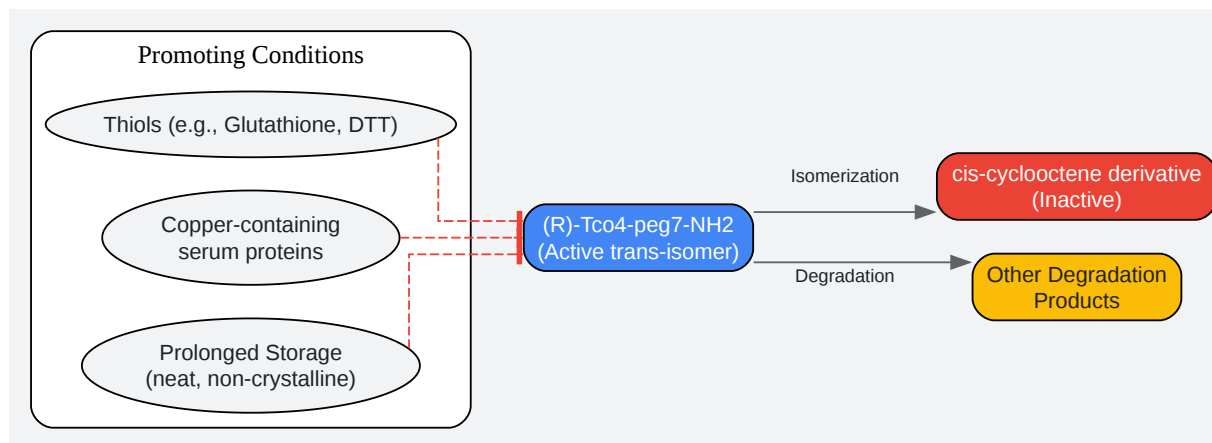 Promoting Conditions
Thiols (e.g., Glutathione, DTT)
Copper-containing
serum proteins
Prolonged Storage
(neat, non-crystalline)
(R)-Tco4-peg7-NH2
(Active trans-isomer)
Isomerization
Degradation
cis-cyclooctene derivative
(Inactive)
Other Degradation
Products